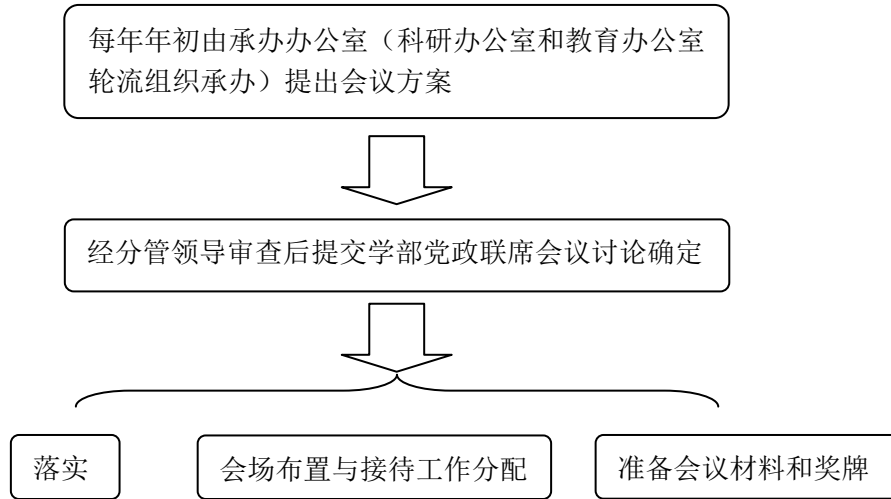 每年年初由承办办公室（科研办公室和教育办公室
轮流组织承办）提出会议方案
经分管领导审查后提交学部党政联席会议讨论确定
落实
会场布置与接待工作分配
准备会议材料和奖牌